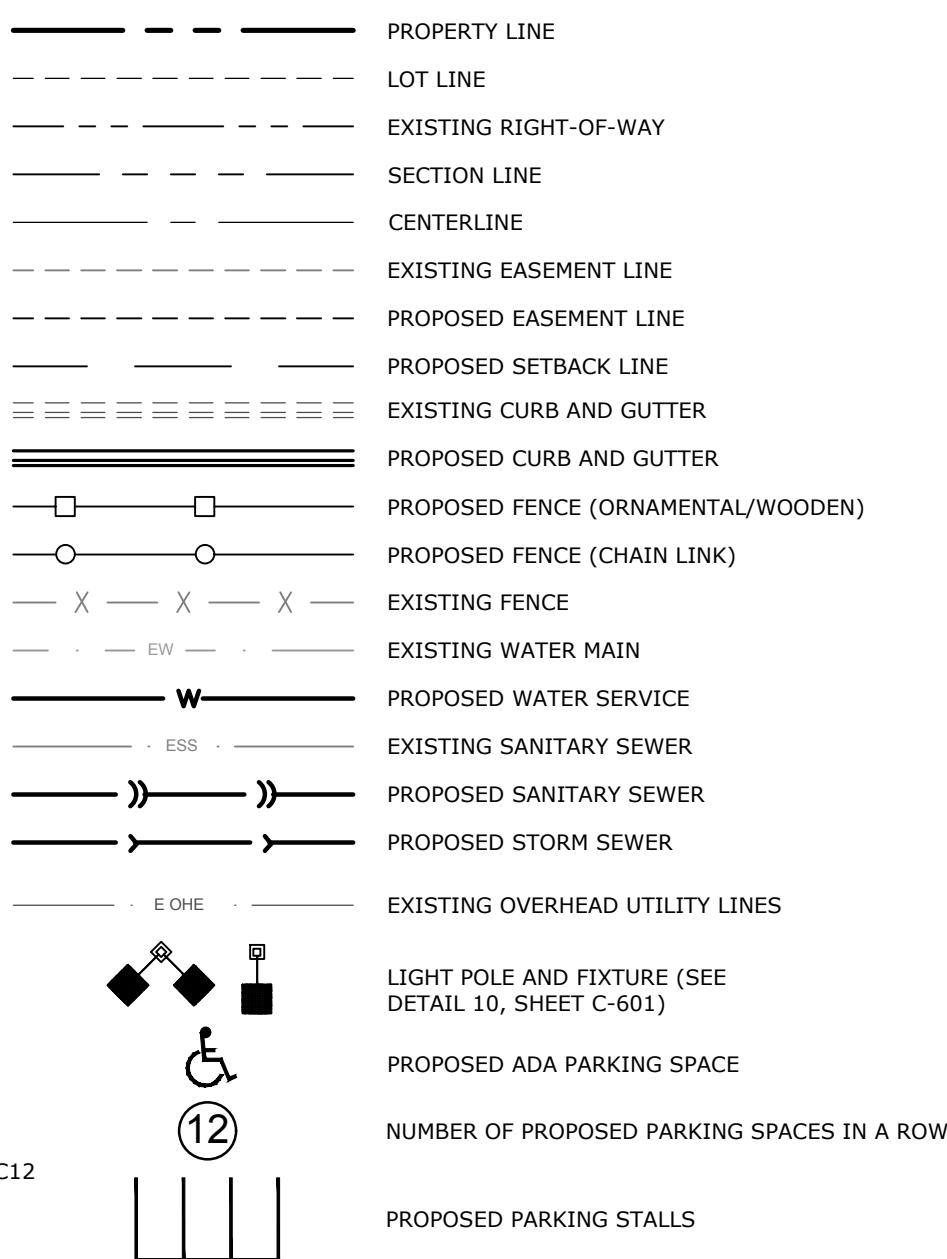 PROPERTY LINE
LOT LINE
EXISTING RIGHT-OF-WAY
SECTION LINE
CENTERLINE
EXISTING EASEMENT LINE
PROPOSED EASEMENT LINE
PROPOSED SETBACK LINE
EXISTING CURB AND GUTTER
PROPOSED CURB AND GUTTER
PROPOSED FENCE (ORNAMENTAL/WOODEN)
PROPOSED FENCE (CHAIN LINK)
X X X EXISTING FENCE
EW EXISTING WATER MAIN
W PROPOSED WATER SERVICE
ESS EXISTING SANITARY SEWER
PROPOSED SANITARY SEWER
PROPOSED STORM SEWER
E OHE EXISTING OVERHEAD UTILITY LINES
LIGHT POLE AND FIXTURE (SEE
DETAIL 10, SHEET C-601)
PROPOSED ADA PARKING SPACE
12 NUMBER OF PROPOSED PARKING SPACES IN A ROW
C12
PROPOSED PARKING STALLS